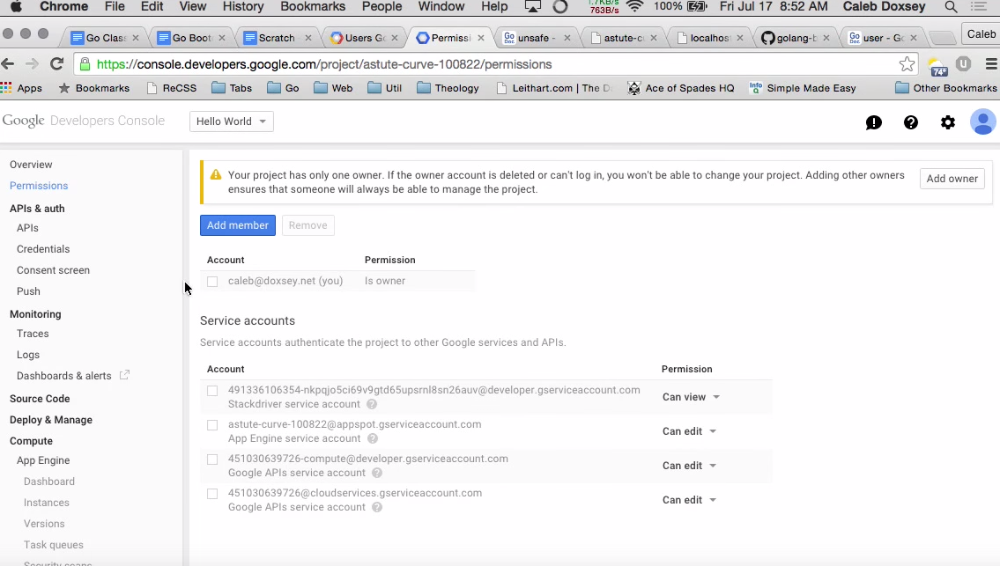 Chrome File Edit View History Bookmarks People Window Help 1.7KB/s 763B/s 100% Fri Jul 17 8:52 AM Caleb Doxsey
Go Clas Go Boot Scratch Users G Permissi unsafe - astute-c localhos golang-b user - Go Caleb
https://console.developers.google.com/project/astute-curve-100822/permissions 74
Apps Bookmarks ReCSS Tabs Go Web Util Theology Leithart.com | The D Ace of Spades HQ Simple Made Easy Other Bookmarks
Google Developers Console Hello World
Overview
Permissions
APIs & auth
APIs
Credentials
Consent screen
Push
Monitoring
Traces
Logs
Dashboards & alerts
Source Code
Deploy & Manage
Compute
App Engine
Dashboard
Instances
Versions
Task queues
Security scans
Your project has only one owner. If the owner account is deleted or can't log in, you won't be able to change your project. Adding other owners
ensures that someone will always be able to manage the project.
Add owner
Add member Remove
Account Permission
caleb@doxsey.net (you) Is owner
Service accounts
Service accounts authenticate the project to other Google services and APIs.
Account Permission
491336106354-nkpqjo5ci69v9gtd65upsrnl8sn26auv@developer.gserviceaccount.com
Stackdriver service account
Can view
astute-curve-100822@appspot.gserviceaccount.com
App Engine service account
Can edit
451030639726-compute@developer.gserviceaccount.com
Google APIs service account
Can edit
451030639726@cloudservices.gserviceaccount.com
Google APIs service account
Can edit